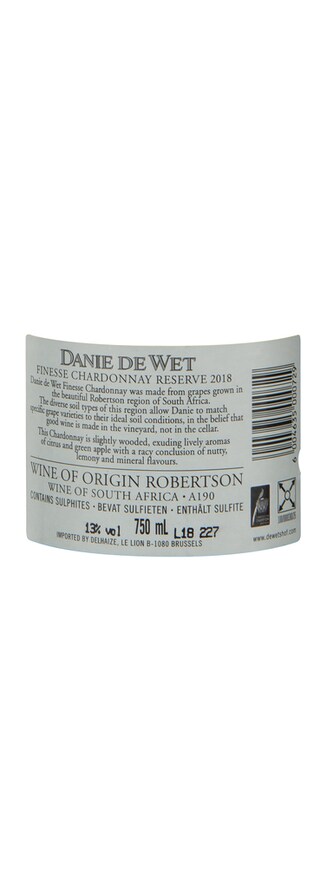 DANIE DE WET
FINESSE CHARDONNAY RESERVE 2018
Danie de Wet Finesse Chardonnay was made from grapes grown in
the beautiful Robertson region of South Africa.
The diverse soil types of this region allow Danie to match
specific grape varieties to their ideal soil conditions, in the belief that
good wine is made in the vineyard, not in the cellar.
This Chardonnay is slightly wooded, exuding lively aromas
of citrus and green apple with a racy conclusion of nutty,
lemony and mineral flavours.
WINE OF ORIGIN ROBERTSON
WINE OF SOUTH AFRICA • A190
CONTAINS SULPHITES • BEVAT SULFIETEN • ENTHÄLT SULFITE
13% vol 750 mL L18 227
IMPORTED BY DELHAIZE, LE LION B-1080 BRUSSELS
www.dewetshof.com